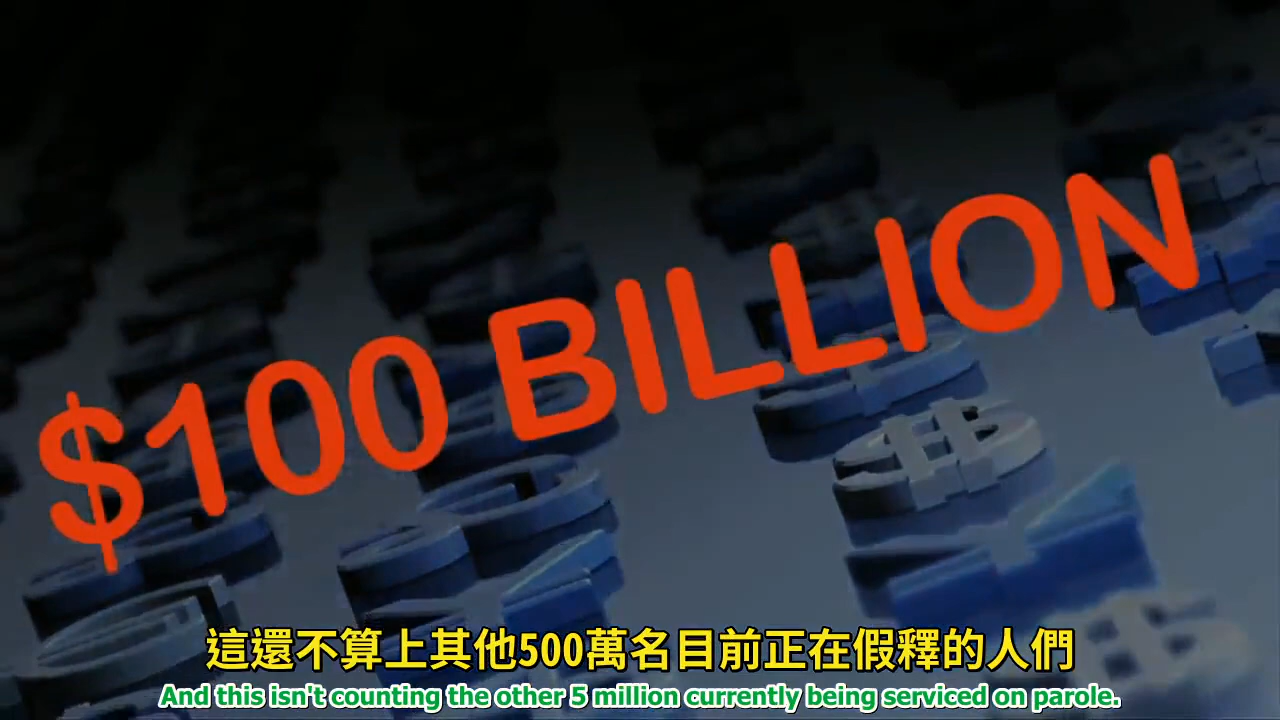 $100 BILLION
這還不算上其他500萬名目前正在假釋的人們
And this isn't counting the other 5 million currently being serviced on parole.